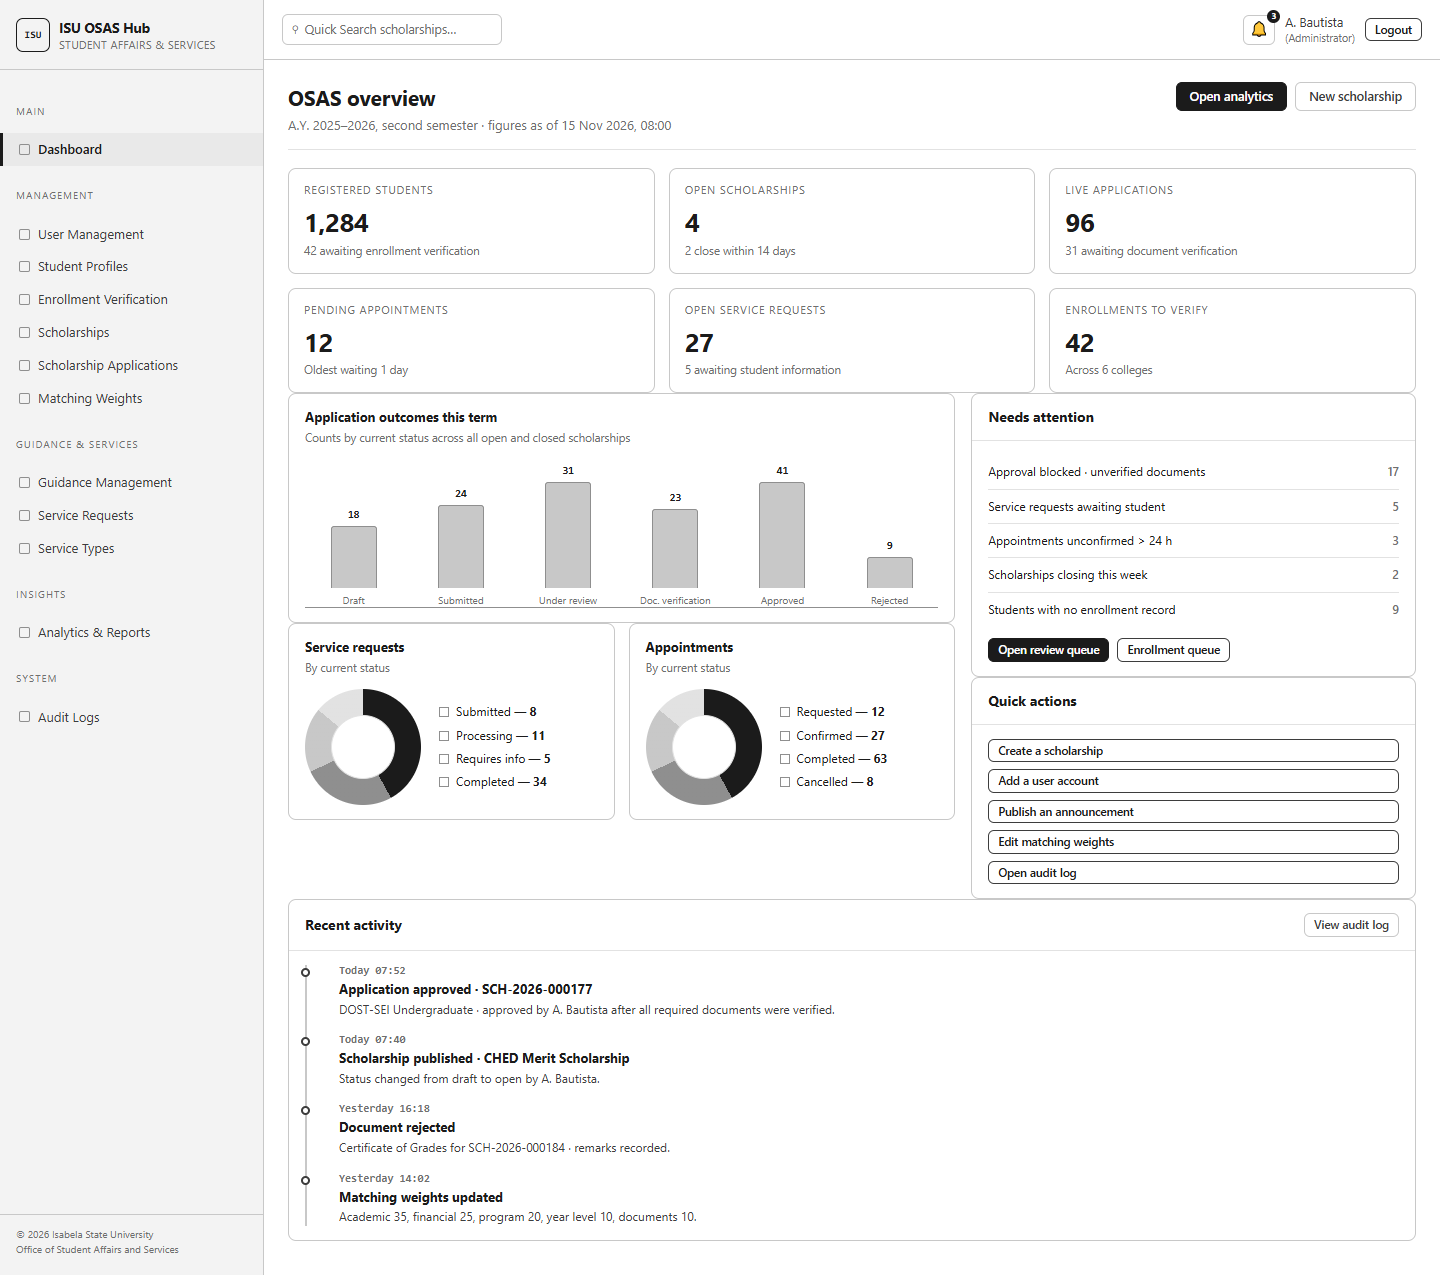 ISU
ISU OSAS Hub
STUDENT AFFAIRS & SERVICES
MAIN
Dashboard
MANAGEMENT
User Management
Student Profiles
Enrollment Verification
Scholarships
Scholarship Applications
Matching Weights
GUIDANCE & SERVICES
Guidance Management
Service Requests
Service Types
INSIGHTS
Analytics & Reports
SYSTEM
Audit Logs
© 2026 Isabela State University
Office of Student Affairs and Services
Quick Search scholarships...
3
A. Bautista
(Administrator)
Logout
OSAS overview
A.Y. 2025–2026, second semester · figures as of 15 Nov 2026, 08:00
Open analytics
New scholarship
REGISTERED STUDENTS
1,284
42 awaiting enrollment verification
OPEN SCHOLARSHIPS
4
2 close within 14 days
LIVE APPLICATIONS
96
31 awaiting document verification
PENDING APPOINTMENTS
12
Oldest waiting 1 day
OPEN SERVICE REQUESTS
27
5 awaiting student information
ENROLLMENTS TO VERIFY
42
Across 6 colleges
Application outcomes this term
Counts by current status across all open and closed scholarships
18
24
31
23
41
9
Draft
Submitted
Under review
Doc. verification
Approved
Rejected
Needs attention
Approval blocked · unverified documents 17
Service requests awaiting student 5
Appointments unconfirmed > 24 h 3
Scholarships closing this week 2
Students with no enrollment record 9
Open review queue
Enrollment queue
Service requests
By current status
Submitted — 8
Processing — 11
Requires info — 5
Completed — 34
Appointments
By current status
Requested — 12
Confirmed — 27
Completed — 63
Cancelled — 8
Quick actions
Create a scholarship
Add a user account
Publish an announcement
Edit matching weights
Open audit log
Recent activity
View audit log
Today 07:52
Application approved · SCH-2026-000177
DOST-SEI Undergraduate · approved by A. Bautista after all required documents were verified.
Today 07:40
Scholarship published · CHED Merit Scholarship
Status changed from draft to open by A. Bautista.
Yesterday 16:18
Document rejected
Certificate of Grades for SCH-2026-000184 · remarks recorded.
Yesterday 14:02
Matching weights updated
Academic 35, financial 25, program 20, year level 10, documents 10.